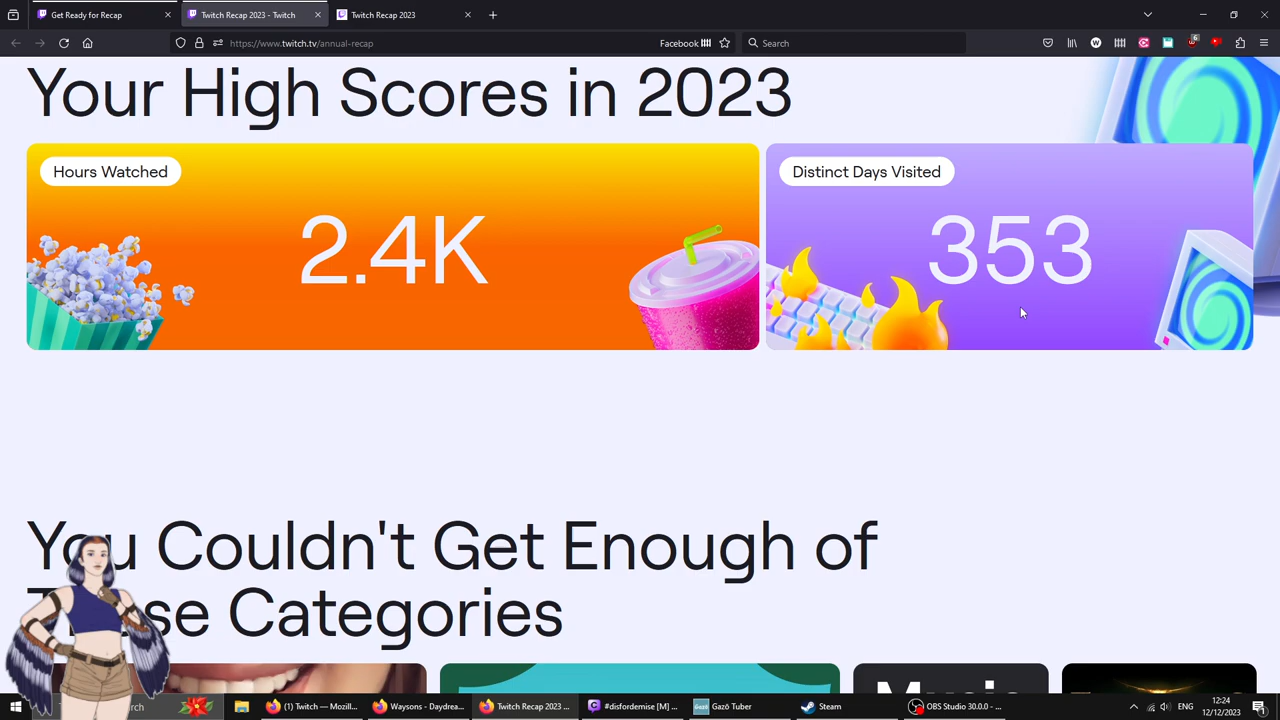 Get Ready for Recap
Twitch Recap 2023 - Twitch
Twitch Recap 2023
https://www.twitch.tv/annual-recap
Facebook
Search
6
Your High Scores in 2023
Hours Watched
2.4K
Distinct Days Visited
353
You Couldn't Get Enough of
These Categories
Music
(1) Twitch — Mozill...
Waysons - Daydrea...
Twitch Recap 2023 ...
#disfordemise [M] ...
Gazō Tuber
Steam
OBS Studio 30.0.0 - ...
ENG
12:24
12/12/2023